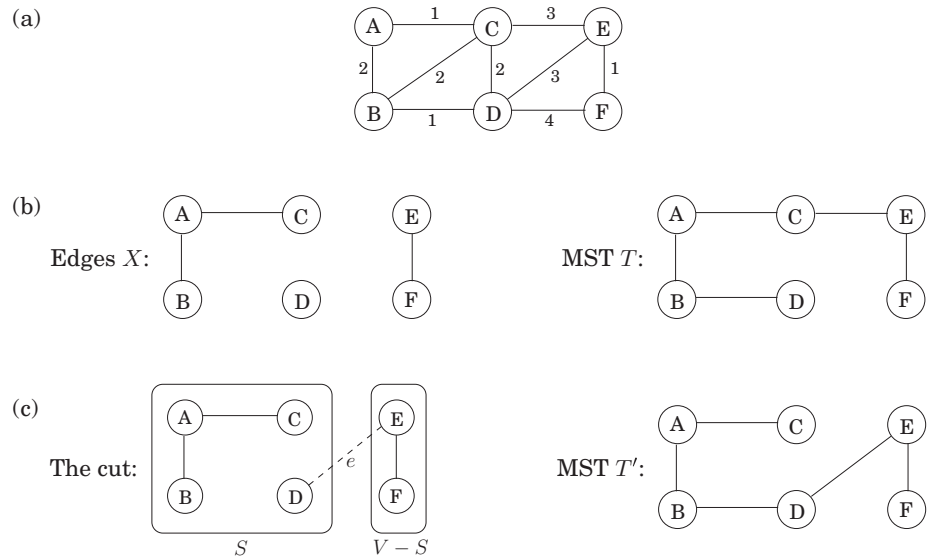 (a)
A 1 C 3 E
2 2 2 3 1
B 1 D 4 F
(b)
A C E A C E
Edges X: MST T:
B D F B D F
(c)
A C E A C E
The cut: e MST T′:
B D F B D F
S V − S